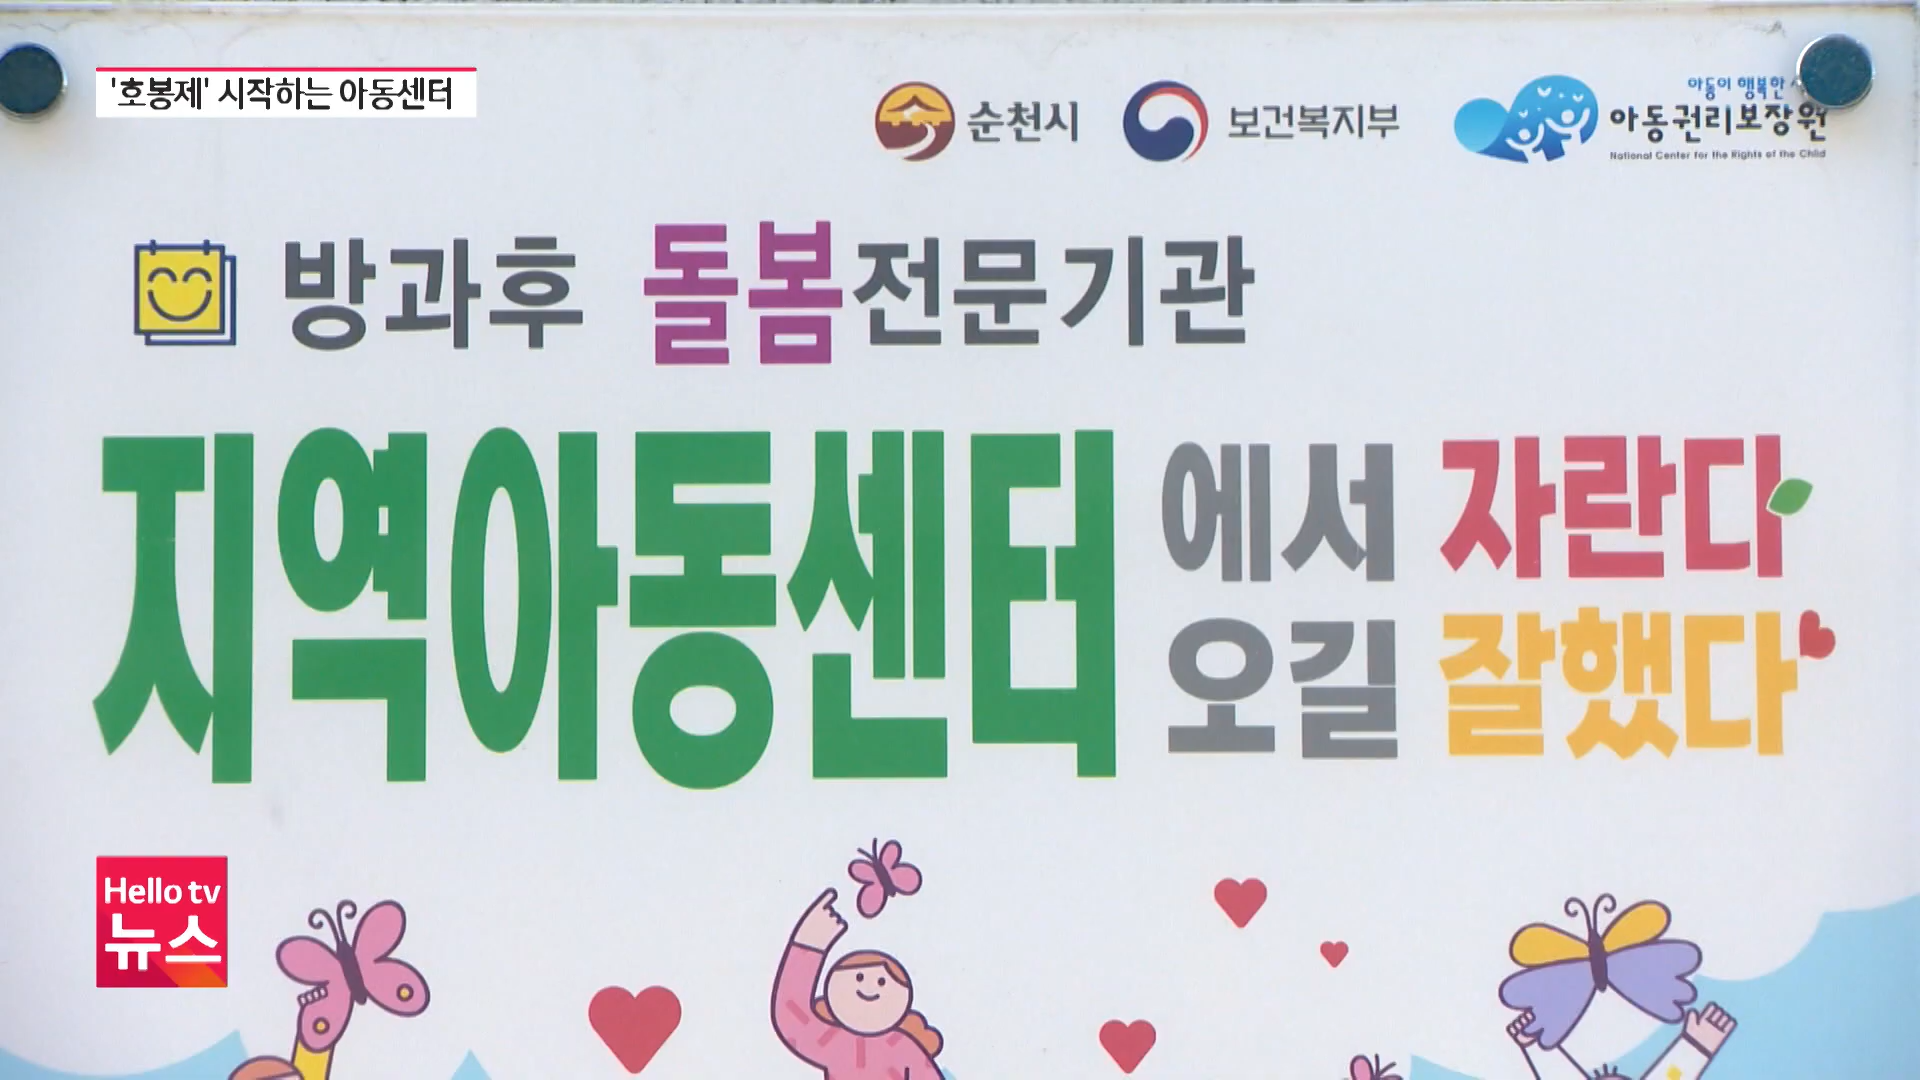 '호봉제' 시작하는 아동센터
순천시 보건복지부
아동이 행복한
아동권리보장원
National Center for the Rights of the Child
방과후 돌봄전문기관
지역아동센터에서 자란다
오길 잘했다
Hello tv
뉴스